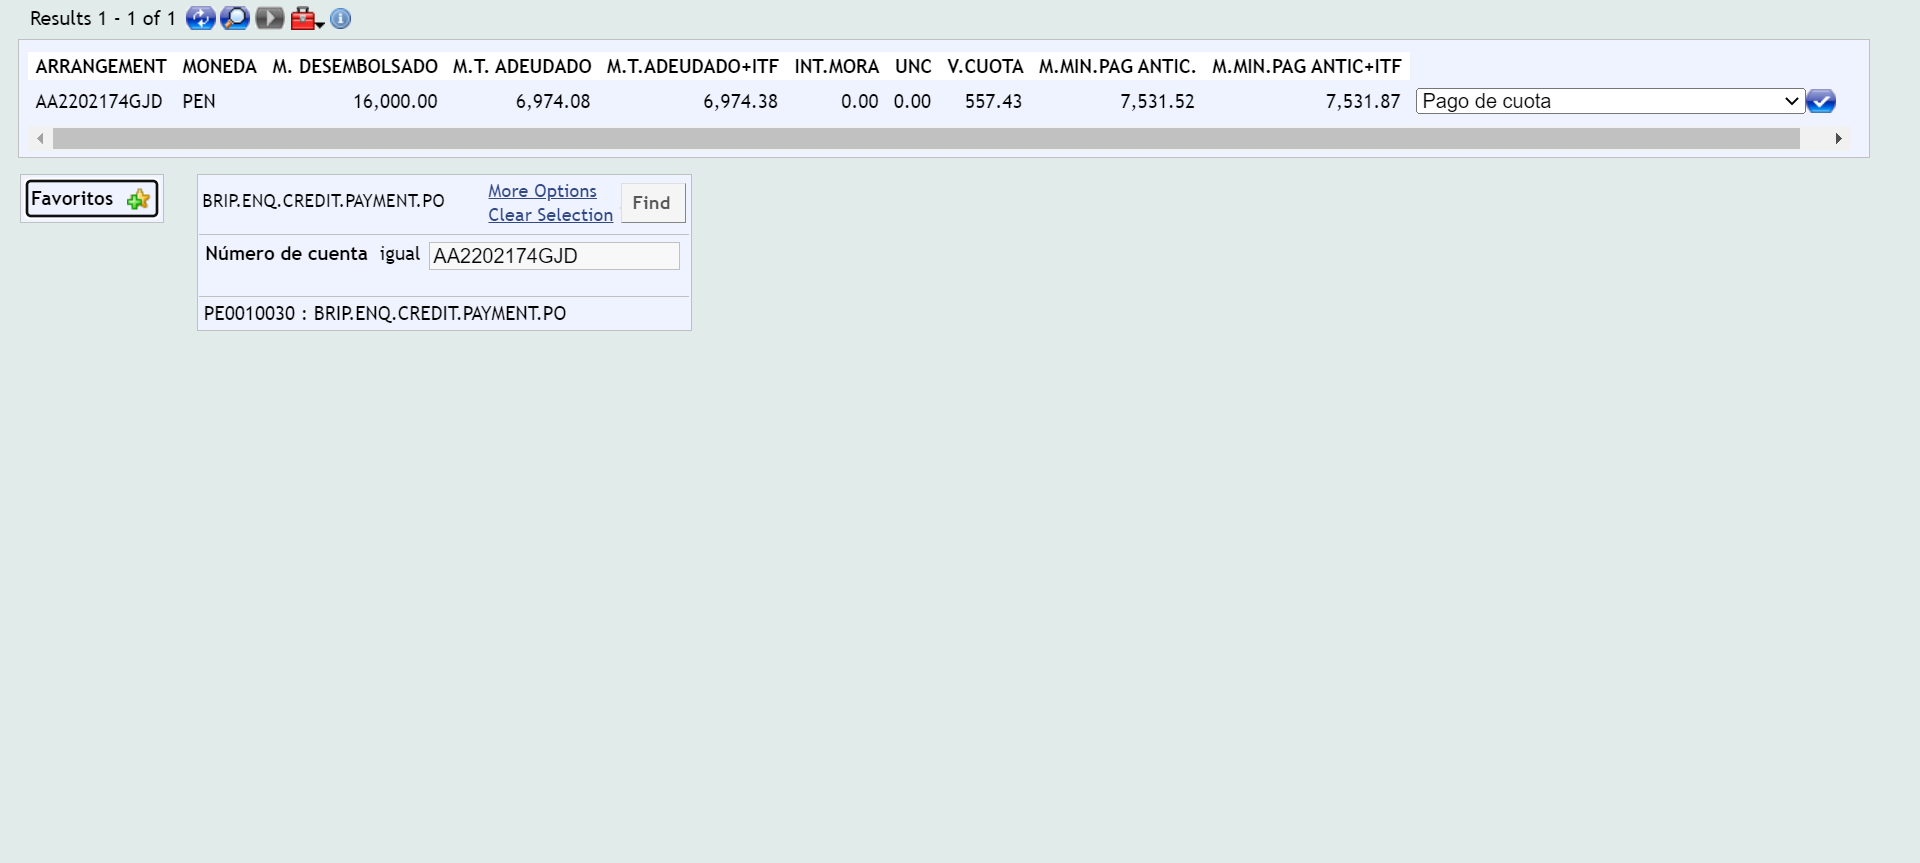 Results 1 - 1 of 1
ARRANGEMENT MONEDA M. DESEMBOLSADO M.T. ADEUDADO M.T.ADEUDADO+ITF INT.MORA UNC V.CUOTA M.MIN.PAG ANTIC. M.MIN.PAG ANTIC+ITF
AA2202174GJD PEN 16,000.00 6,974.08 6,974.38 0.00 0.00 557.43 7,531.52 7,531.87 Pago de cuota
Favoritos
BRIP.ENQ.CREDIT.PAYMENT.PO
More Options
Clear Selection
Find
Número de cuenta igual AA2202174GJD
PE0010030 : BRIP.ENQ.CREDIT.PAYMENT.PO